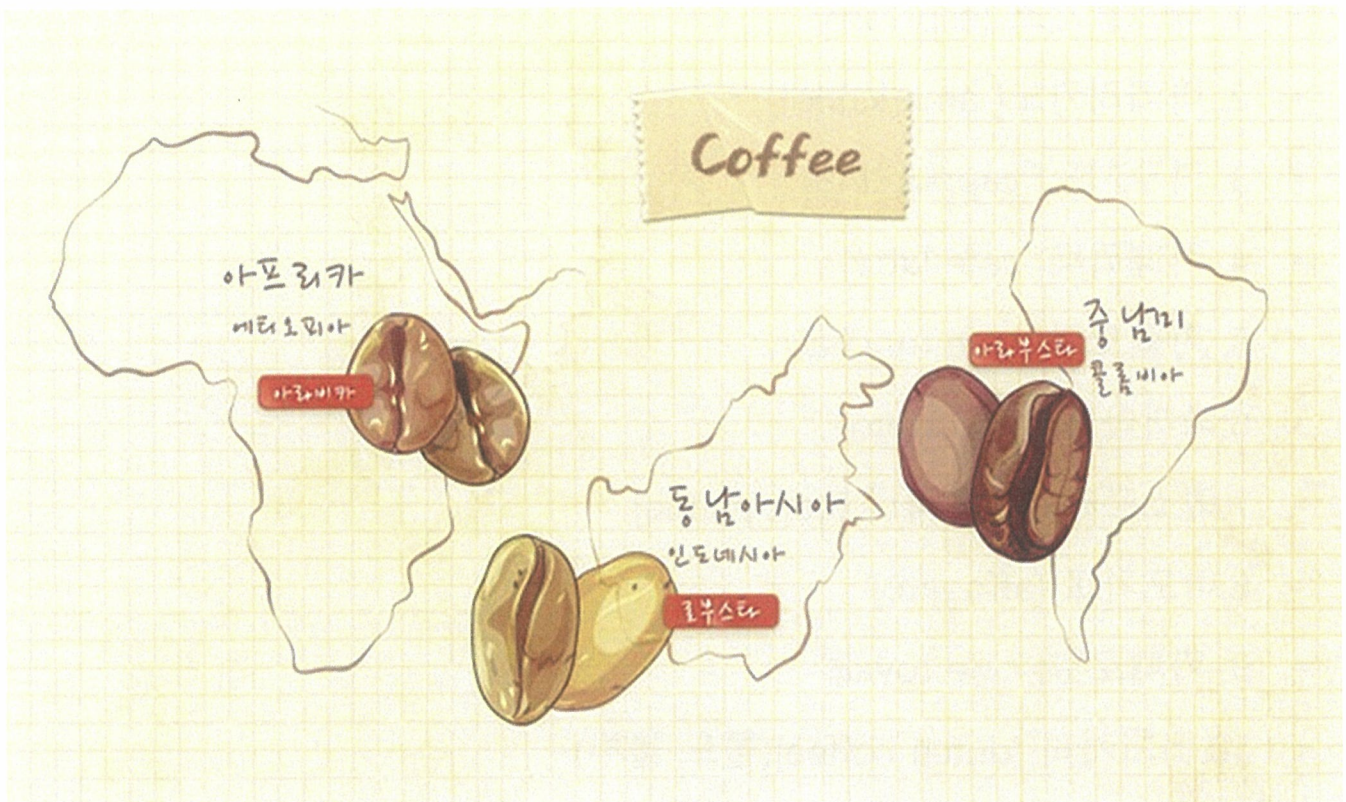 Coffee
아프리카
에티오피아
아라비카
동남아시아
인도네시아
로부스타
중남미
아라부스타
콜롬비아